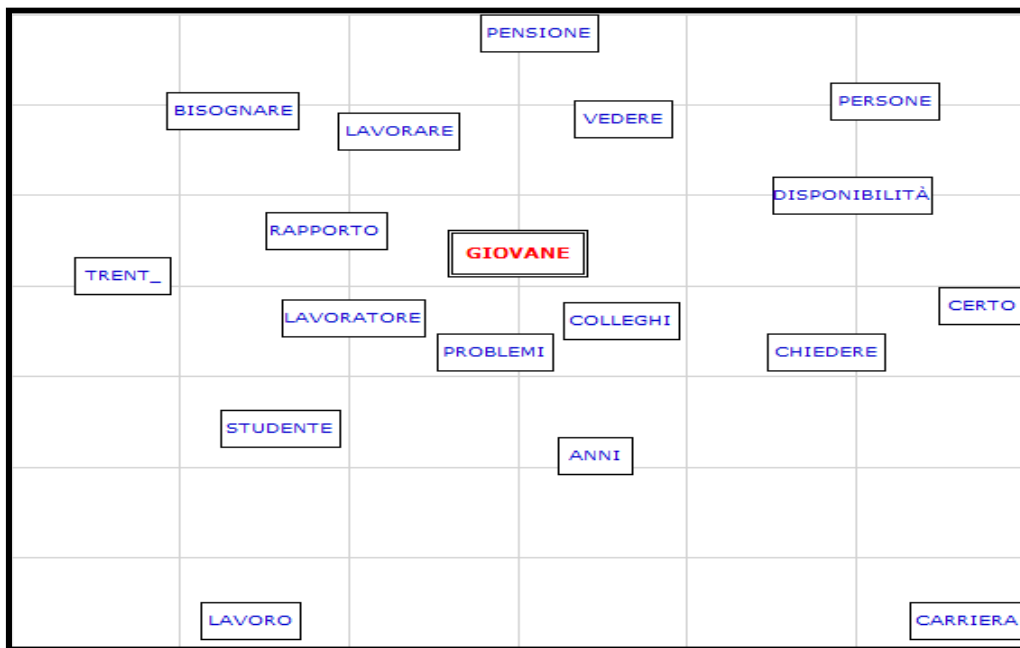 PENSIONE
PERSONE
BISOGNARE
VEDERE
LAVORARE
DISPONIBILITÀ
RAPPORTO
GIOVANE
TRENT_
CERTO
LAVORATORE
COLLEGHI
PROBLEMI
CHIEDERE
STUDENTE
ANNI
LAVORO
CARRIERA